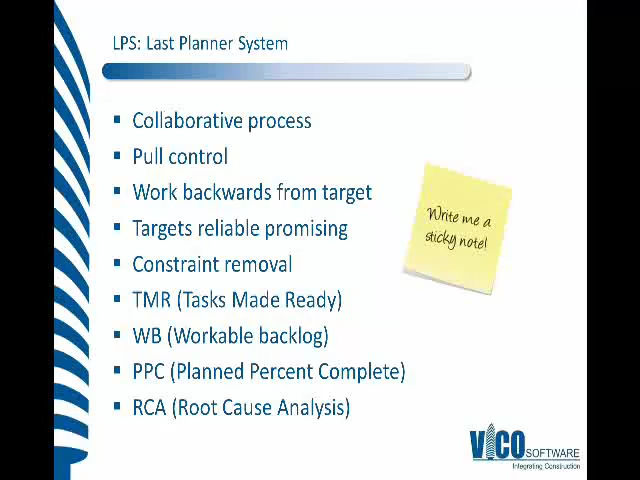 LPS: Last Planner System
Collaborative process
Pull control
Work backwards from target
Targets reliable promising
Constraint removal
TMR (Tasks Made Ready)
WB (Workable backlog)
PPC (Planned Percent Complete)
RCA (Root Cause Analysis)
Write me a
sticky note!
VICO SOFTWARE
Integrating Construction